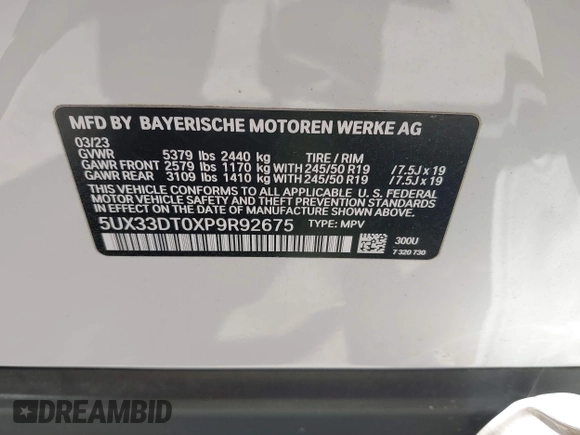 MFD BY BAYERISCHE MOTOREN WERKE AG
03/23
GVWR 5379 lbs 2440 kg TIRE / RIM
GAWR FRONT 2579 lbs 1170 kg WITH 245/50 R19 / 7.5J x 19
GAWR REAR 3109 lbs 1410 kg WITH 245/50 R19 / 7.5J x 19
THIS VEHICLE CONFORMS TO ALL APPLICABLE U. S. FEDERAL
MOTOR VEHICLE SAFETY AND THEFT PREVENTION STANDARDS
IN EFFECT ON THE DATE OF MANUFACTURE SHOWN ABOVE.
5UX33DT0XP9R92675 TYPE: MPV
300U
7 320 730
DREAMBID